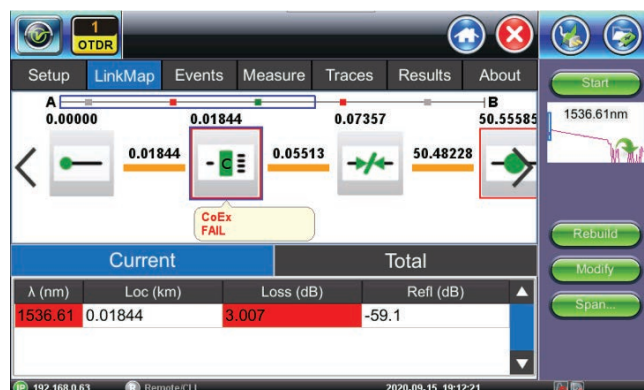 1
OTDR
Setup LinkMap Events Measure Traces Results About
Start
A B
0.00000 0.01844 0.07357 50.55585
1536.61nm
0.01844 0.05513 50.48228
C
CoEx
FAIL
Rebuild
Current Total
Modify
λ (nm) Loc (km) Loss (dB) Refl (dB)
Span...
1536.61 0.01844 3.007 -59.1
IP 192.168.0.63 R Remote/CLI 2020-09-15 19:12:21